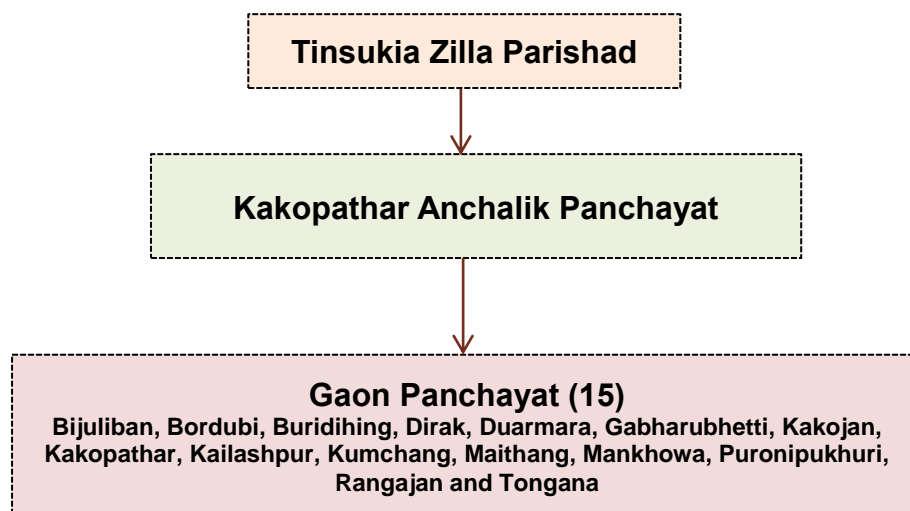 Tinsukia Zilla Parishad
Kakopathar Anchalik Panchayat
Gaon Panchayat (15)
Bijuliban, Bordubi, Buridihing, Dirak, Duarmara, Gabharubhetti, Kakojan,
Kakopathar, Kailashpur, Kumchang, Maithang, Mankhowa, Puronipukhuri,
Rangajan and Tongana